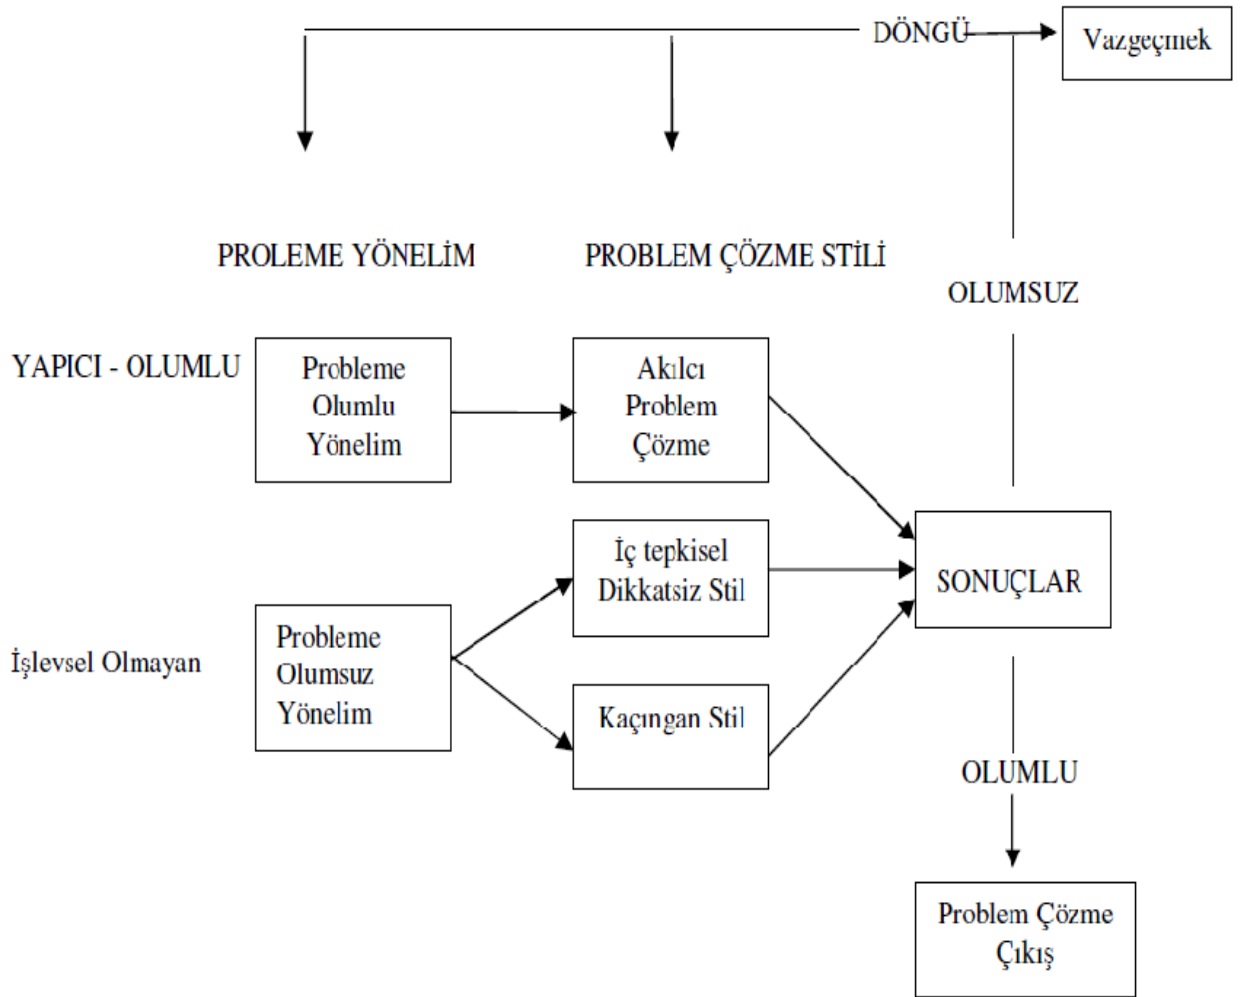 DÖNGÜ
Vazgeçmek
PROLEME YÖNELİM
PROBLEM ÇÖZME STİLİ
OLUMSUZ
YAPICI - OLUMLU
Probleme
Olumlu
Yönelim
Akılcı
Problem
Çözme
İç tepkisel
Dikkatsiz Stil
SONUÇLAR
İşlevsel Olmayan
Probleme
Olumsuz
Yönelim
Kaçıngan Stil
OLUMLU
Problem Çözme
Çıkış